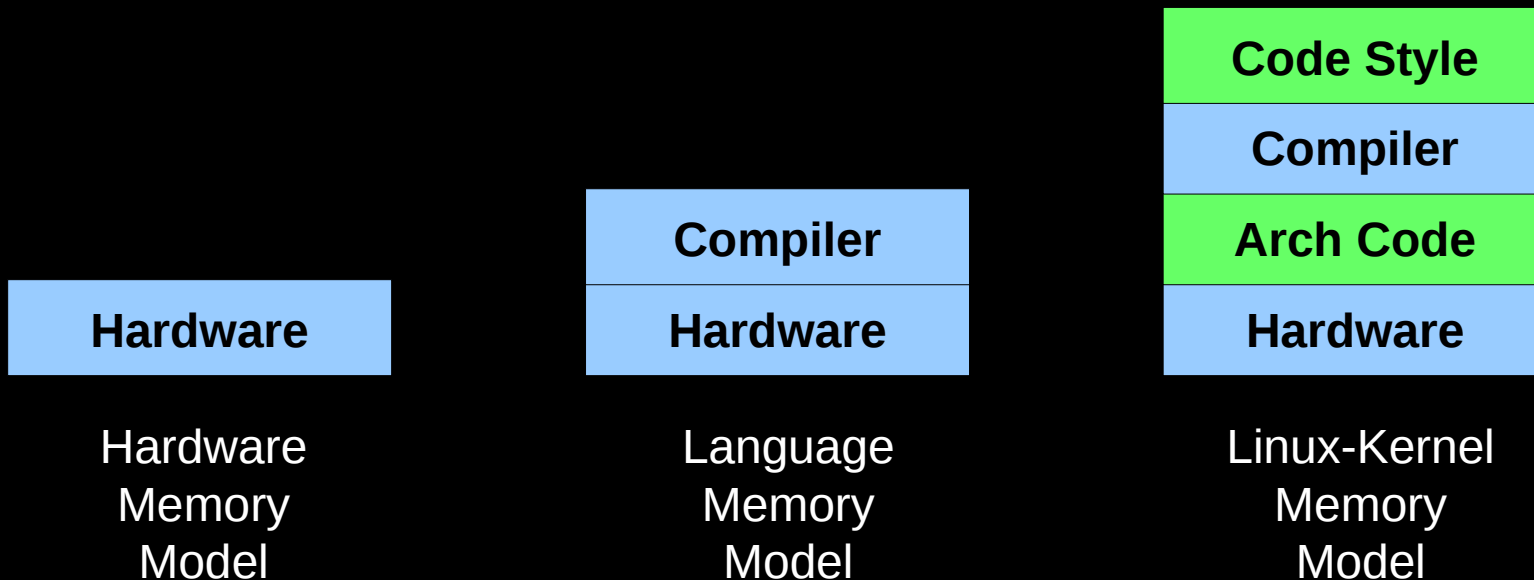 Hardware
Hardware
Memory
Model
Compiler
Hardware
Language
Memory
Model
Code Style
Compiler
Arch Code
Hardware
Linux-Kernel
Memory
Model